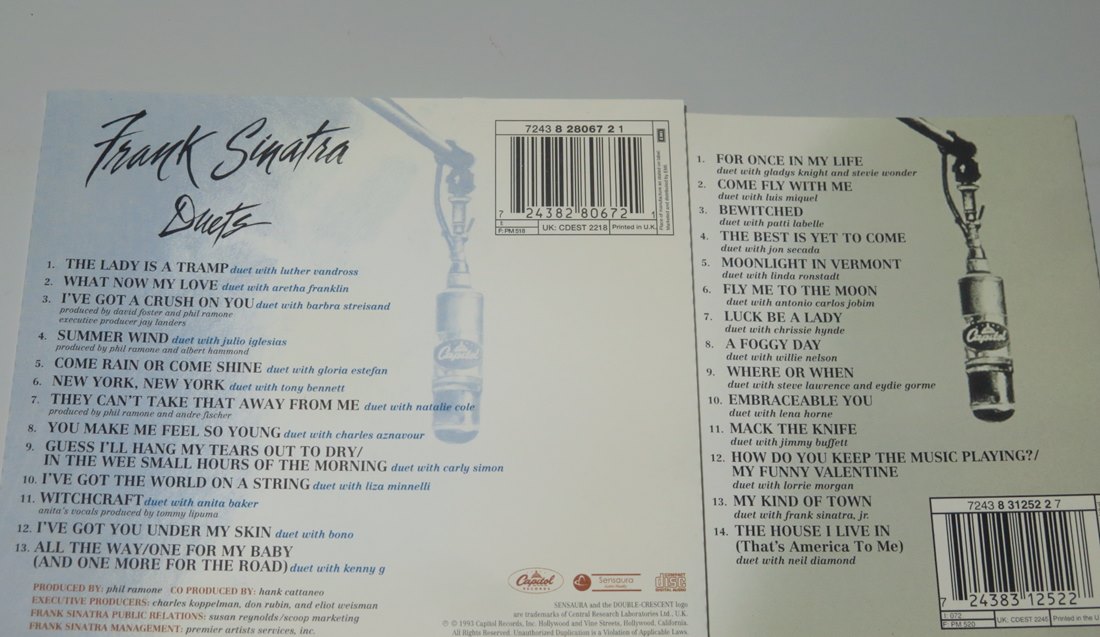 Frank Sinatra
Duets
7243 8 28067 2 1
7 24382 80672 1
F: PM 518
UK: CDEST 2218
Printed in U.K.
1. THE LADY IS A TRAMP duet with luther vandross
2. WHAT NOW MY LOVE duet with aretha franklin
3. I'VE GOT A CRUSH ON YOU duet with barbra streisand
produced by david foster and phil ramone
executive producer jay landers
4. SUMMER WIND duet with julio iglesias
produced by phil ramone and albert hammond
5. COME RAIN OR COME SHINE duet with gloria estefan
6. NEW YORK, NEW YORK duet with tony bennett
7. THEY CAN'T TAKE THAT AWAY FROM ME duet with natalie cole
produced by phil ramone and andre fischer
8. YOU MAKE ME FEEL SO YOUNG duet with charles aznavour
9. GUESS I'LL HANG MY TEARS OUT TO DRY/
IN THE WEE SMALL HOURS OF THE MORNING duet with carly simon
10. I'VE GOT THE WORLD ON A STRING duet with liza minnelli
11. WITCHCRAFT duet with anita baker
anita's vocals produced by tommy lipuma
12. I'VE GOT YOU UNDER MY SKIN duet with bono
13. ALL THE WAY/ONE FOR MY BABY
(AND ONE MORE FOR THE ROAD) duet with kenny g
PRODUCED BY: phil ramone CO PRODUCED BY: hank cattaneo
EXECUTIVE PRODUCERS: charles koppelman, don rubin, and eliot weisman
FRANK SINATRA PUBLIC RELATIONS: susan reynolds/scoop marketing
FRANK SINATRA MANAGEMENT: premier artists services, inc.
Capitol
Capitol
RECORDS
Sensaura
COMPACT
disc
DIGITAL AUDIO
SENSAURA and the DOUBLE-CRESCENT logo
are trademarks of Central Research Laboratories Ltd., U.K.
℗ © 1993 Capitol Records, Inc. Hollywood and Vine Streets, Hollywood, California.
All Rights Reserved. Unauthorized Duplication is a Violation of Applicable Laws.
1. FOR ONCE IN MY LIFE
duet with gladys knight and stevie wonder
2. COME FLY WITH ME
duet with luis miquel
3. BEWITCHED
duet with patti labelle
4. THE BEST IS YET TO COME
duet with jon secada
5. MOONLIGHT IN VERMONT
duet with linda ronstadt
6. FLY ME TO THE MOON
duet with antonio carlos jobim
7. LUCK BE A LADY
duet with chrissie hynde
8. A FOGGY DAY
duet with willie nelson
9. WHERE OR WHEN
duet with steve lawrence and eydie gorme
10. EMBRACEABLE YOU
duet with lena horne
11. MACK THE KNIFE
duet with jimmy buffett
12. HOW DO YOU KEEP THE MUSIC PLAYING?/
MY FUNNY VALENTINE
duet with lorrie morgan
13. MY KIND OF TOWN
duet with frank sinatra, jr.
14. THE HOUSE I LIVE IN
(That's America To Me)
duet with neil diamond
Capitol
7243 8 31252 2 7
7 24383 12522
I: 072
F: PM 520
UK: CDEST 2245
Printed in the